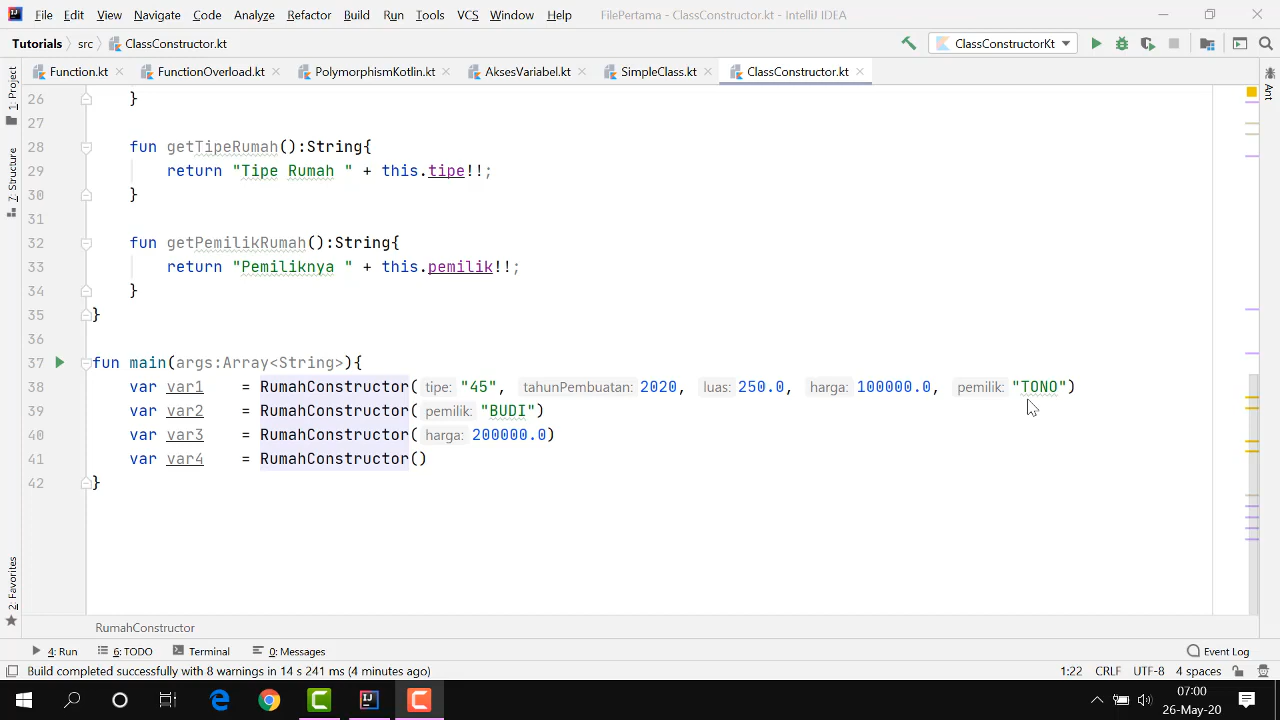 File Edit View Navigate Code Analyze Refactor Build Run Tools VCS Window Help FilePertama - ClassConstructor.kt - IntelliJ IDEA
Tutorials src ClassConstructor.kt ClassConstructorKt
Function.kt FunctionOverload.kt PolymorphismKotlin.kt AksesVariabel.kt SimpleClass.kt ClassConstructor.kt
1: Project
7: Structure
2: Favorites
Ant
26 }
27
28 fun getTipeRumah():String{
29 return "Tipe Rumah " + this.tipe!!;
30 }
31
32 fun getPemilikRumah():String{
33 return "Pemiliknya " + this.pemilik!!;
34 }
35 }
36
37 fun main(args:Array<String>){
38 var var1 = RumahConstructor( tipe: "45", tahunPembuatan: 2020, luas: 250.0, harga: 100000.0, pemilik: "TONO")
39 var var2 = RumahConstructor( pemilik: "BUDI")
40 var var3 = RumahConstructor( harga: 200000.0)
41 var var4 = RumahConstructor()
42 }
RumahConstructor
4: Run 6: TODO Terminal 0: Messages Event Log
Build completed successfully with 8 warnings in 14 s 241 ms (4 minutes ago) 1:22 CRLF UTF-8 4 spaces
07:00
26-May-20